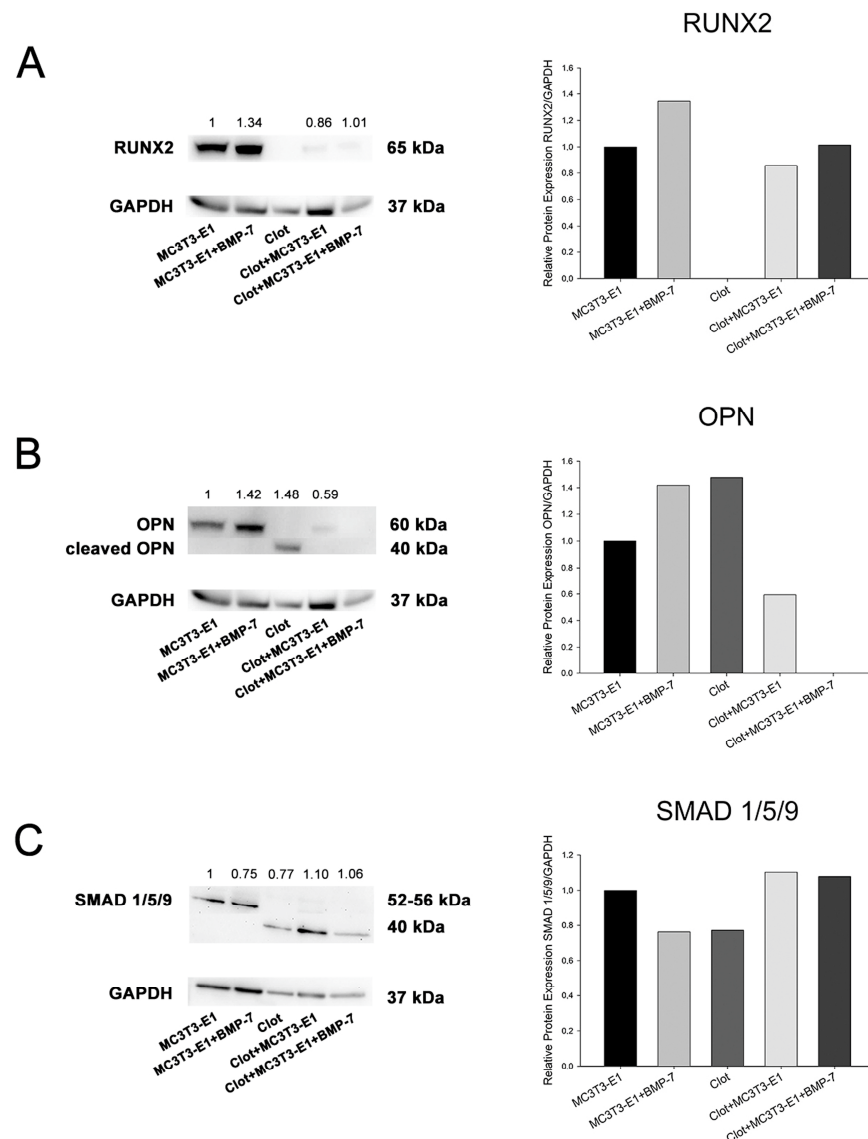 A
1 1.34 0.86 1.01
RUNX2 65 kDa
GAPDH 37 kDa
MC3T3-E1
MC3T3-E1+BMP-7
Clot
Clot+MC3T3-E1
Clot+MC3T3-E1+BMP-7
RUNX2
Relative Protein Expression RUNX2/GAPDH
1.6
1.4
1.2
1.0
0.8
0.6
0.4
0.2
0.0
MC3T3-E1
MC3T3-E1+BMP-7
Clot
Clot+MC3T3-E1
Clot+MC3T3-E1+BMP-7
B
1 1.42 1.48 0.59
OPN 60 kDa
cleaved OPN 40 kDa
GAPDH 37 kDa
MC3T3-E1
MC3T3-E1+BMP-7
Clot
Clot+MC3T3-E1
Clot+MC3T3-E1+BMP-7
OPN
Relative Protein Expression OPN/GAPDH
1.6
1.4
1.2
1.0
0.8
0.6
0.4
0.2
0.0
MC3T3-E1
MC3T3-E1+BMP-7
Clot
Clot+MC3T3-E1
Clot+MC3T3-E1+BMP-7
C
1 0.75 0.77 1.10 1.06
SMAD 1/5/9 52-56 kDa
40 kDa
GAPDH 37 kDa
MC3T3-E1
MC3T3-E1+BMP-7
Clot
Clot+MC3T3-E1
Clot+MC3T3-E1+BMP-7
SMAD 1/5/9
Relative Protein Expression SMAD 1/5/9/GAPDH
1.2
1.0
0.8
0.6
0.4
0.2
0.0
MC3T3-E1
MC3T3-E1+BMP-7
Clot
Clot+MC3T3-E1
Clot+MC3T3-E1+BMP-7